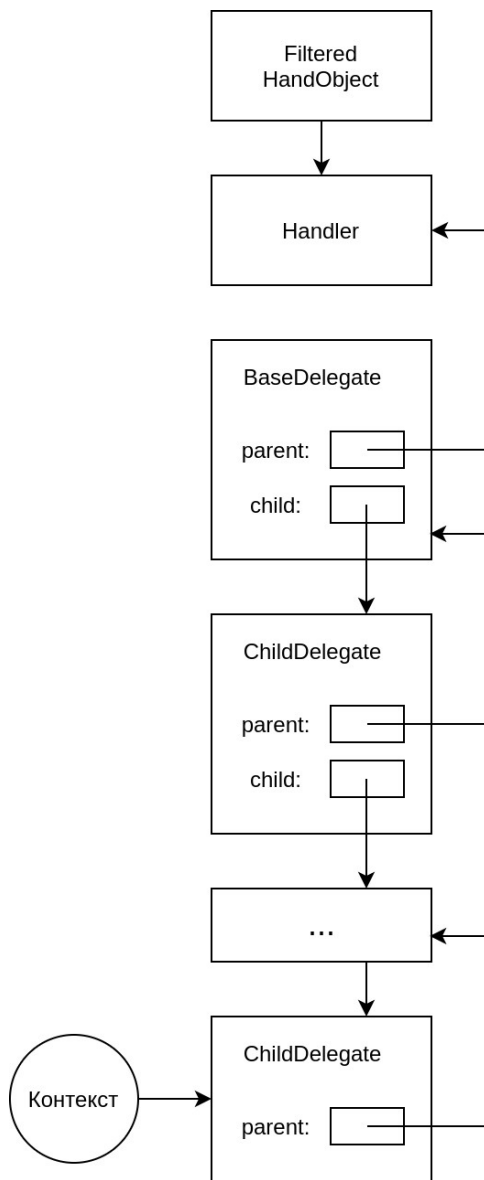 Filtered
HandObject
Handler
BaseDelegate
parent:
child:
ChildDelegate
parent:
child:
...
ChildDelegate
Контекст
parent: